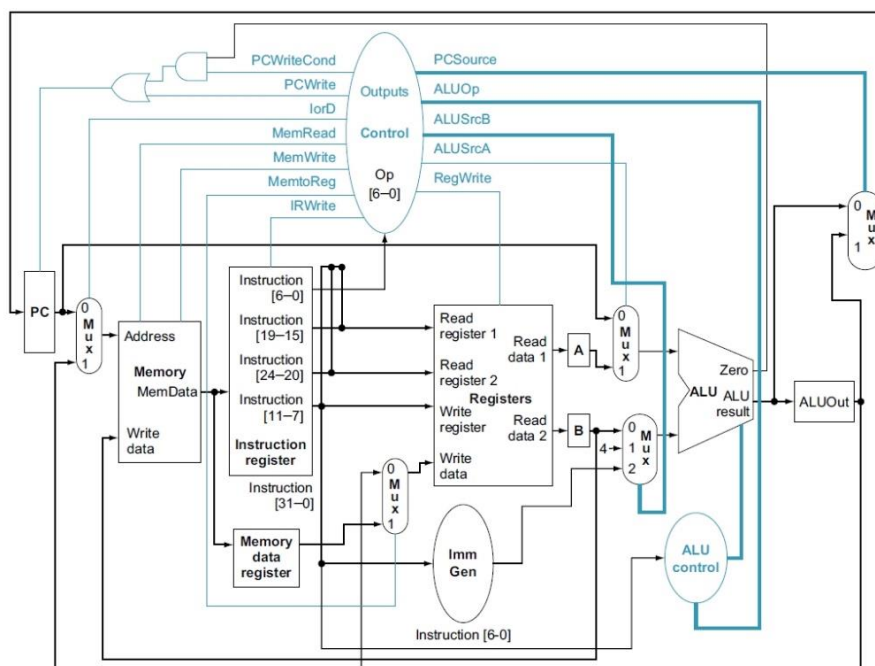 PCWriteCond
PCSource
PCWrite
Outputs
ALUOp
IorD
ALUSrcB
Control
MemRead
ALUSrcA
MemWrite
Op
MemtoReg
[6–0]
RegWrite
IRWrite
0
M
u
x
1
PC
0
M
u
x
1
Address
Memory
MemData
Write
data
Instruction
[6–0]
Instruction
[19–15]
Instruction
[24–20]
Instruction
[11–7]
Instruction
register
Instruction
[31–0]
Memory
data
register
0
M
u
x
1
Read
register 1
Read
register 2
Write
register
Write
data
Registers
Read
data 1
Read
data 2
A
B
0
M
u
x
1
0
4
1
2
M
u
x
Zero
ALU
ALU
result
ALUOut
Imm
Gen
ALU
control
Instruction [6-0]